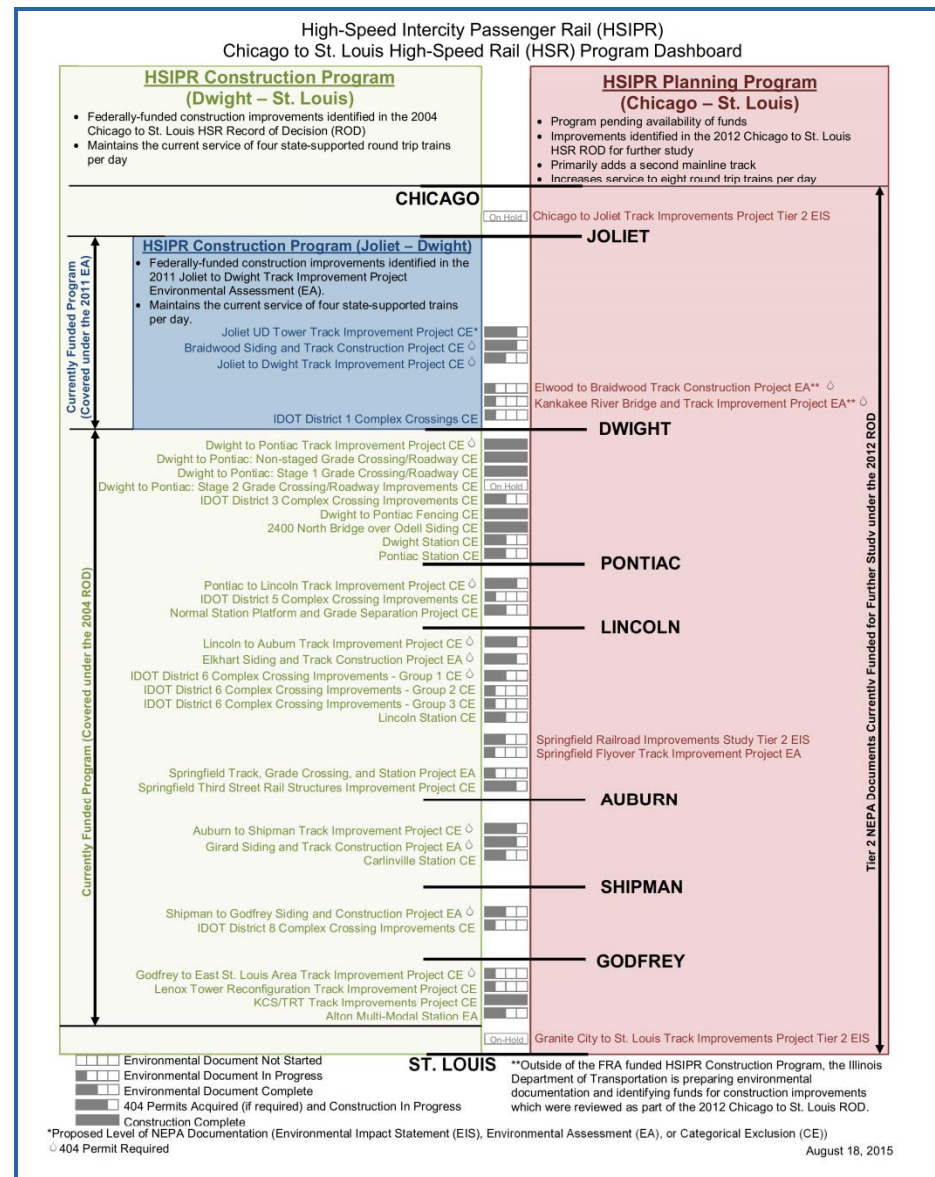 High-Speed Intercity Passenger Rail (HSIPR)
Chicago to St. Louis High-Speed Rail (HSR) Program Dashboard
HSIPR Construction Program
(Dwight – St. Louis)
• Federally-funded construction improvements identified in the 2004
Chicago to St. Louis HSR Record of Decision (ROD)
• Maintains the current service of four state-supported round trip trains
per day
HSIPR Planning Program
(Chicago – St. Louis)
• Program pending availability of funds
• Improvements identified in the 2012 Chicago to St. Louis
HSR ROD for further study
• Primarily adds a second mainline track
• Increases service to eight round trip trains per day
CHICAGO
On Hold Chicago to Joliet Track Improvements Project Tier 2 EIS
JOLIET
Currently Funded Program
(Covered under the 2011 EA)
HSIPR Construction Program (Joliet – Dwight)
• Federally-funded construction improvements identified in the
2011 Joliet to Dwight Track Improvement Project
Environmental Assessment (EA).
• Maintains the current service of four state-supported trains
per day.
Joliet UD Tower Track Improvement Project CE*
Braidwood Siding and Track Construction Project CE
Joliet to Dwight Track Improvement Project CE
Elwood to Braidwood Track Construction Project EA**
Kankakee River Bridge and Track Improvement Project EA**
IDOT District 1 Complex Crossings CE
DWIGHT
Currently Funded Program (Covered under the 2004 ROD)
Tier 2 NEPA Documents Currently Funded for Further Study under the 2012 ROD
Dwight to Pontiac Track Improvement Project CE
Dwight to Pontiac: Non-staged Grade Crossing/Roadway CE
Dwight to Pontiac: Stage 1 Grade Crossing/Roadway CE
Dwight to Pontiac: Stage 2 Grade Crossing/Roadway Improvements CE On Hold
IDOT District 3 Complex Crossing Improvements CE
Dwight to Pontiac Fencing CE
2400 North Bridge over Odell Siding CE
Dwight Station CE
Pontiac Station CE
PONTIAC
Pontiac to Lincoln Track Improvement Project CE
IDOT District 5 Complex Crossing Improvements CE
Normal Station Platform and Grade Separation Project CE
LINCOLN
Lincoln to Auburn Track Improvement Project CE
Elkhart Siding and Track Construction Project EA
IDOT District 6 Complex Crossing Improvements - Group 1 CE
IDOT District 6 Complex Crossing Improvements - Group 2 CE
IDOT District 6 Complex Crossing Improvements - Group 3 CE
Lincoln Station CE
Springfield Railroad Improvements Study Tier 2 EIS
Springfield Flyover Track Improvement Project EA
Springfield Track, Grade Crossing, and Station Project EA
Springfield Third Street Rail Structures Improvement Project CE
AUBURN
Auburn to Shipman Track Improvement Project CE
Girard Siding and Track Construction Project EA
Carlinville Station CE
SHIPMAN
Shipman to Godfrey Siding and Construction Project EA
IDOT District 8 Complex Crossing Improvements CE
GODFREY
Godfrey to East St. Louis Area Track Improvement Project CE
Lenox Tower Reconfiguration Track Improvement Project CE
KCS/TRT Track Improvements Project CE
Alton Multi-Modal Station EA
On-Hold Granite City to St. Louis Track Improvements Project Tier 2 EIS
ST. LOUIS
Environmental Document Not Started
Environmental Document In Progress
Environmental Document Complete
404 Permits Acquired (if required) and Construction In Progress
Construction Complete
**Outside of the FRA funded HSIPR Construction Program, the Illinois
Department of Transportation is preparing environmental
documentation and identifying funds for construction improvements
which were reviewed as part of the 2012 Chicago to St. Louis ROD.
*Proposed Level of NEPA Documentation (Environmental Impact Statement (EIS), Environmental Assessment (EA), or Categorical Exclusion (CE))
404 Permit Required
August 18, 2015